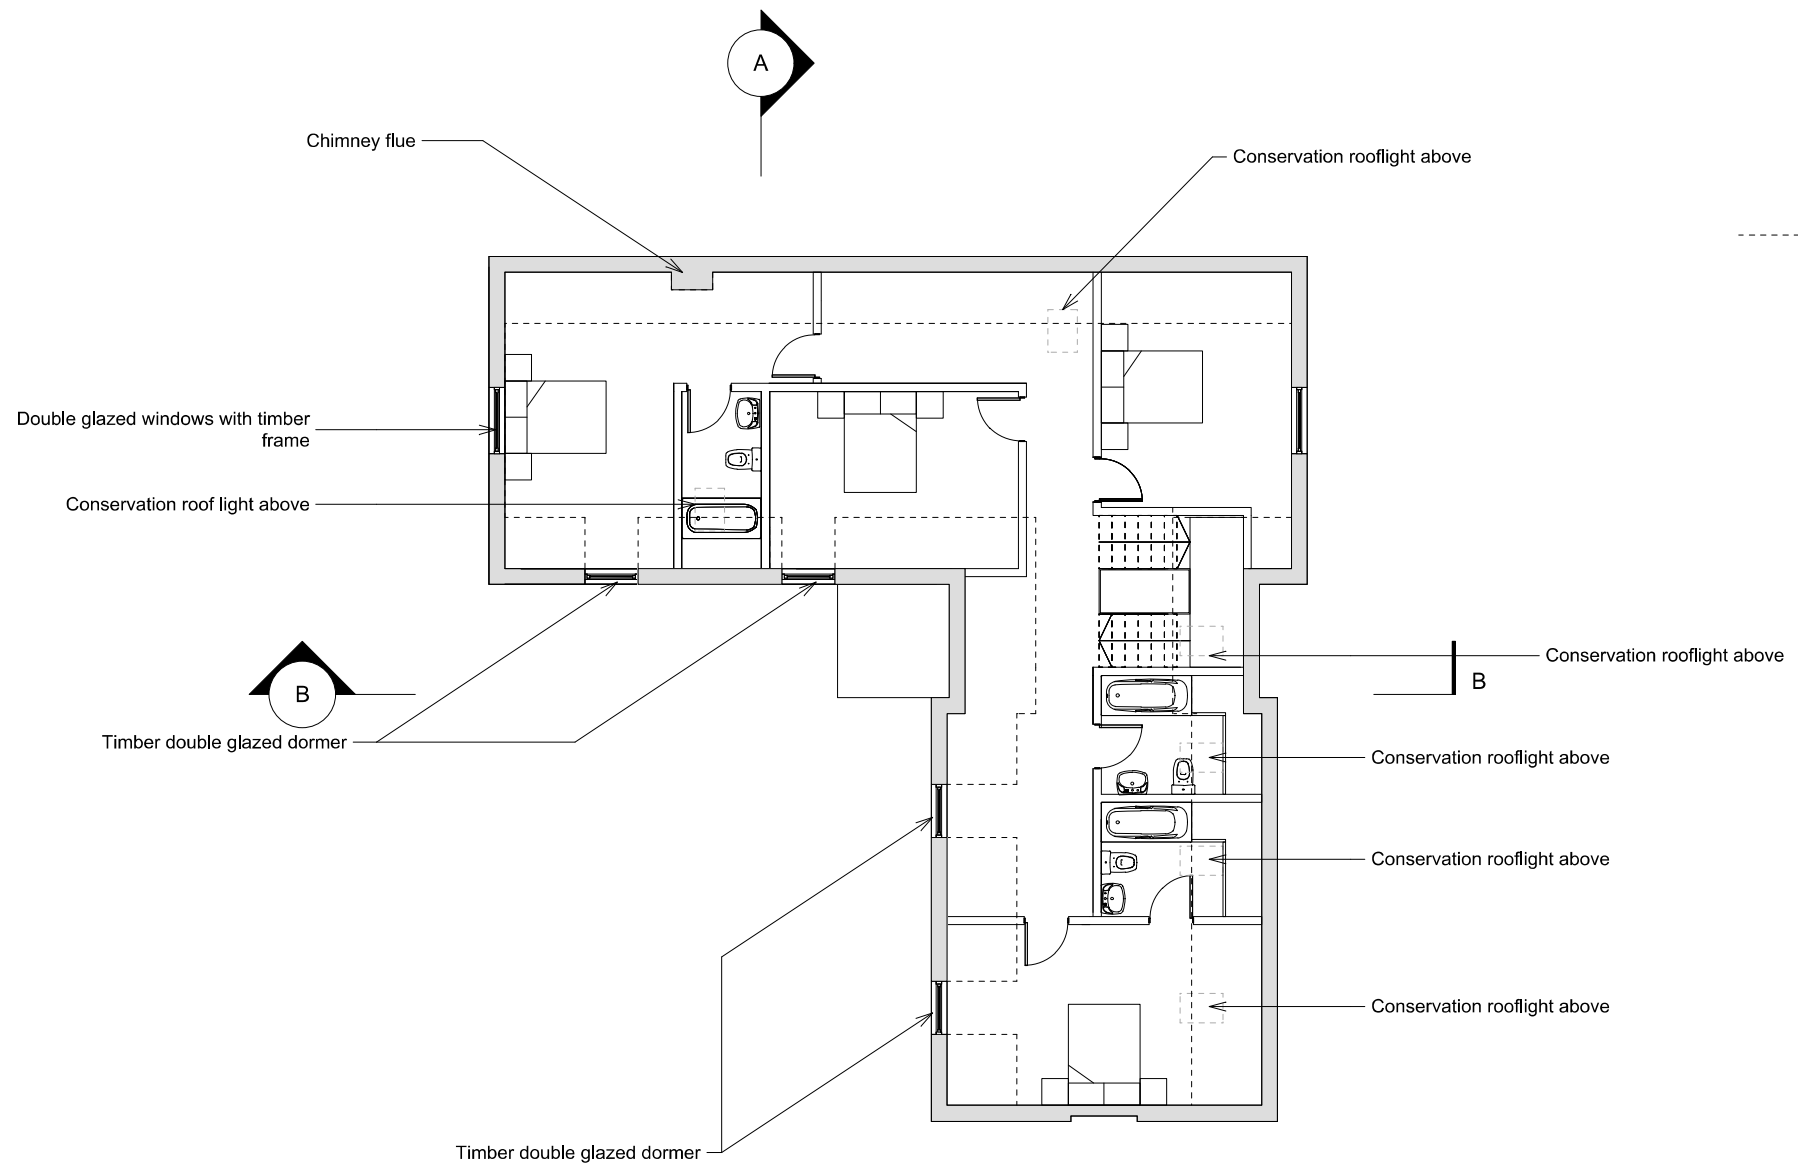 A
Chimney flue
Conservation rooflight above
Double glazed windows with timber
frame
Conservation roof light above
Conservation rooflight above
B
B
Timber double glazed dormer
Conservation rooflight above
Conservation rooflight above
Conservation rooflight above
Timber double glazed dormer